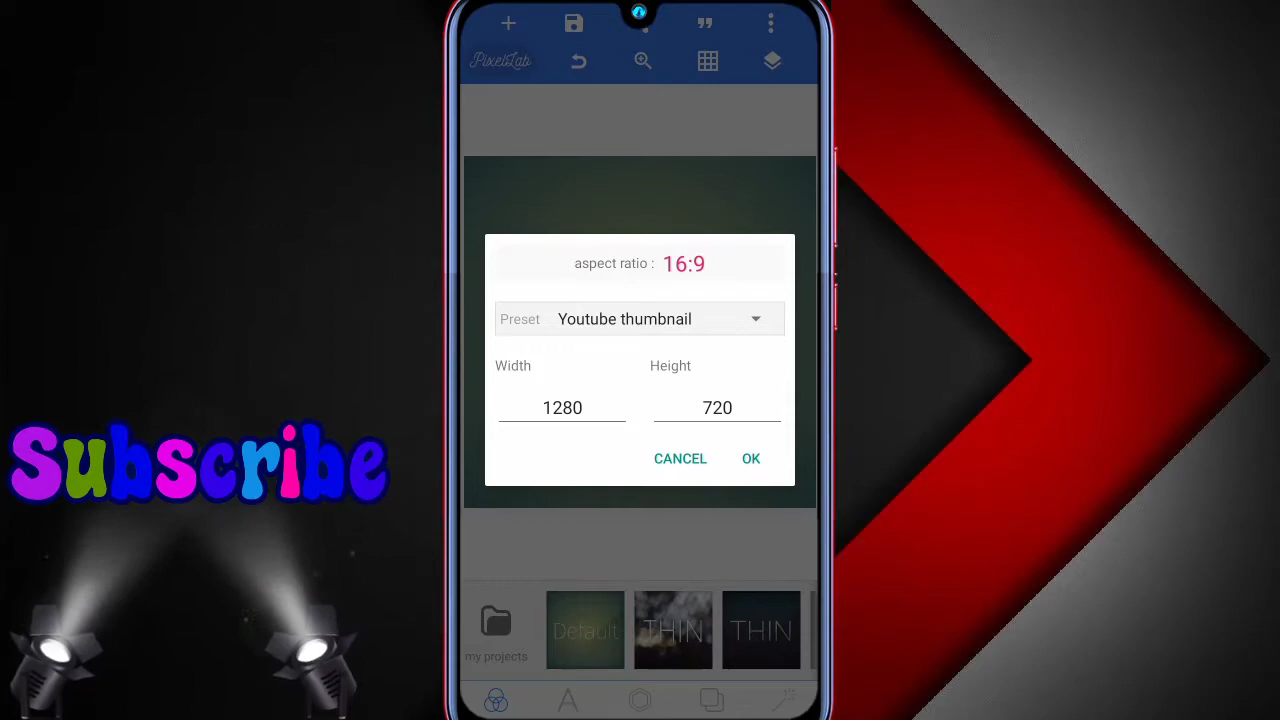 PixelLab
aspect ratio : 16:9
Preset Youtube thumbnail
Width Height
1280 720
CANCEL OK
Subscribe
my projects
Default
THIN
THIN